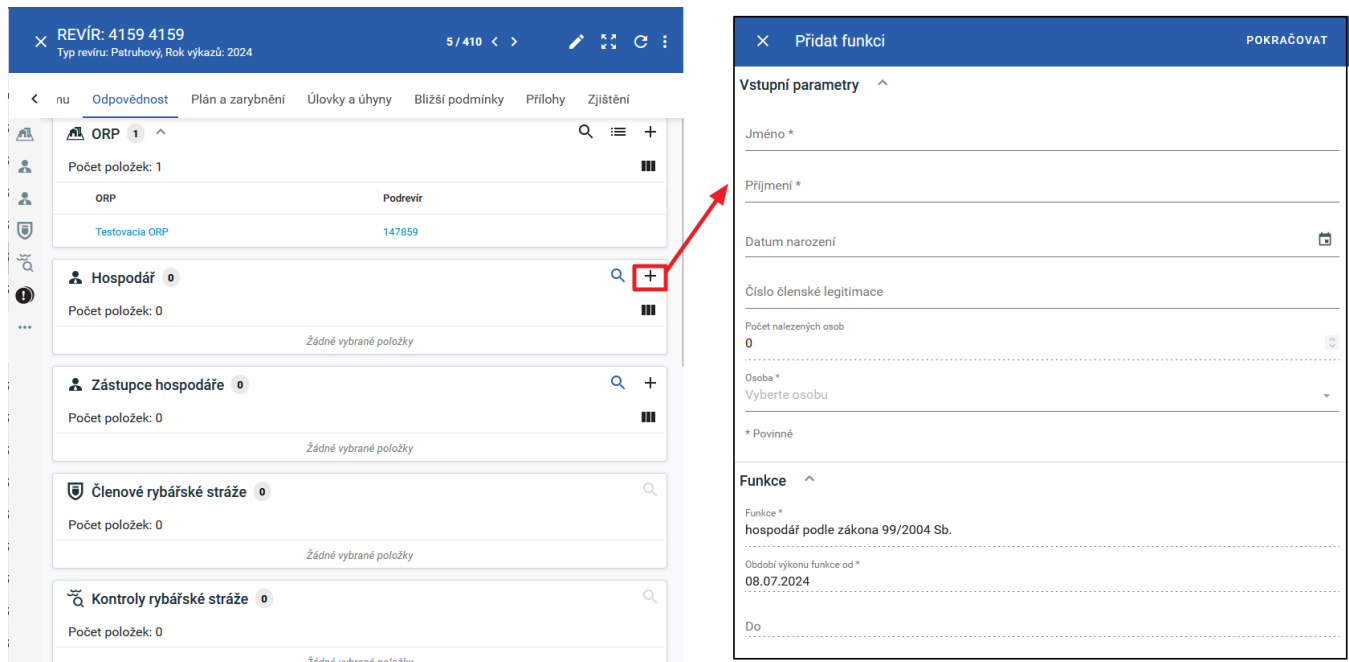 REVÍR: 4159 4159
Typ revíru: Pstruhový, Rok výkazů: 2024
5 / 410
mu Odpovědnost Plán a zarybnění Úlovky a úhyny Bližší podmínky Přílohy Zjištění
ORP 1
Počet položek: 1
ORP Podrevír
Testovacia ORP 147859
Hospodář 0
Počet položek: 0
Žádné vybrané položky
Zástupce hospodáře 0
Počet položek: 0
Žádné vybrané položky
Členové rybářské stráže 0
Počet položek: 0
Žádné vybrané položky
Kontroly rybářské stráže 0
Počet položek: 0
Žádné vybrané položky
Přidat funkci POKRAČOVAT
Vstupní parametry
Jméno *
Příjmení *
Datum narození
Číslo členské legitimace
Počet nalezených osob
0
Osoba *
Vyberte osobu
* Povinné
Funkce
Funkce *
hospodář podle zákona 99/2004 Sb.
Období výkonu funkce od *
08.07.2024
Do